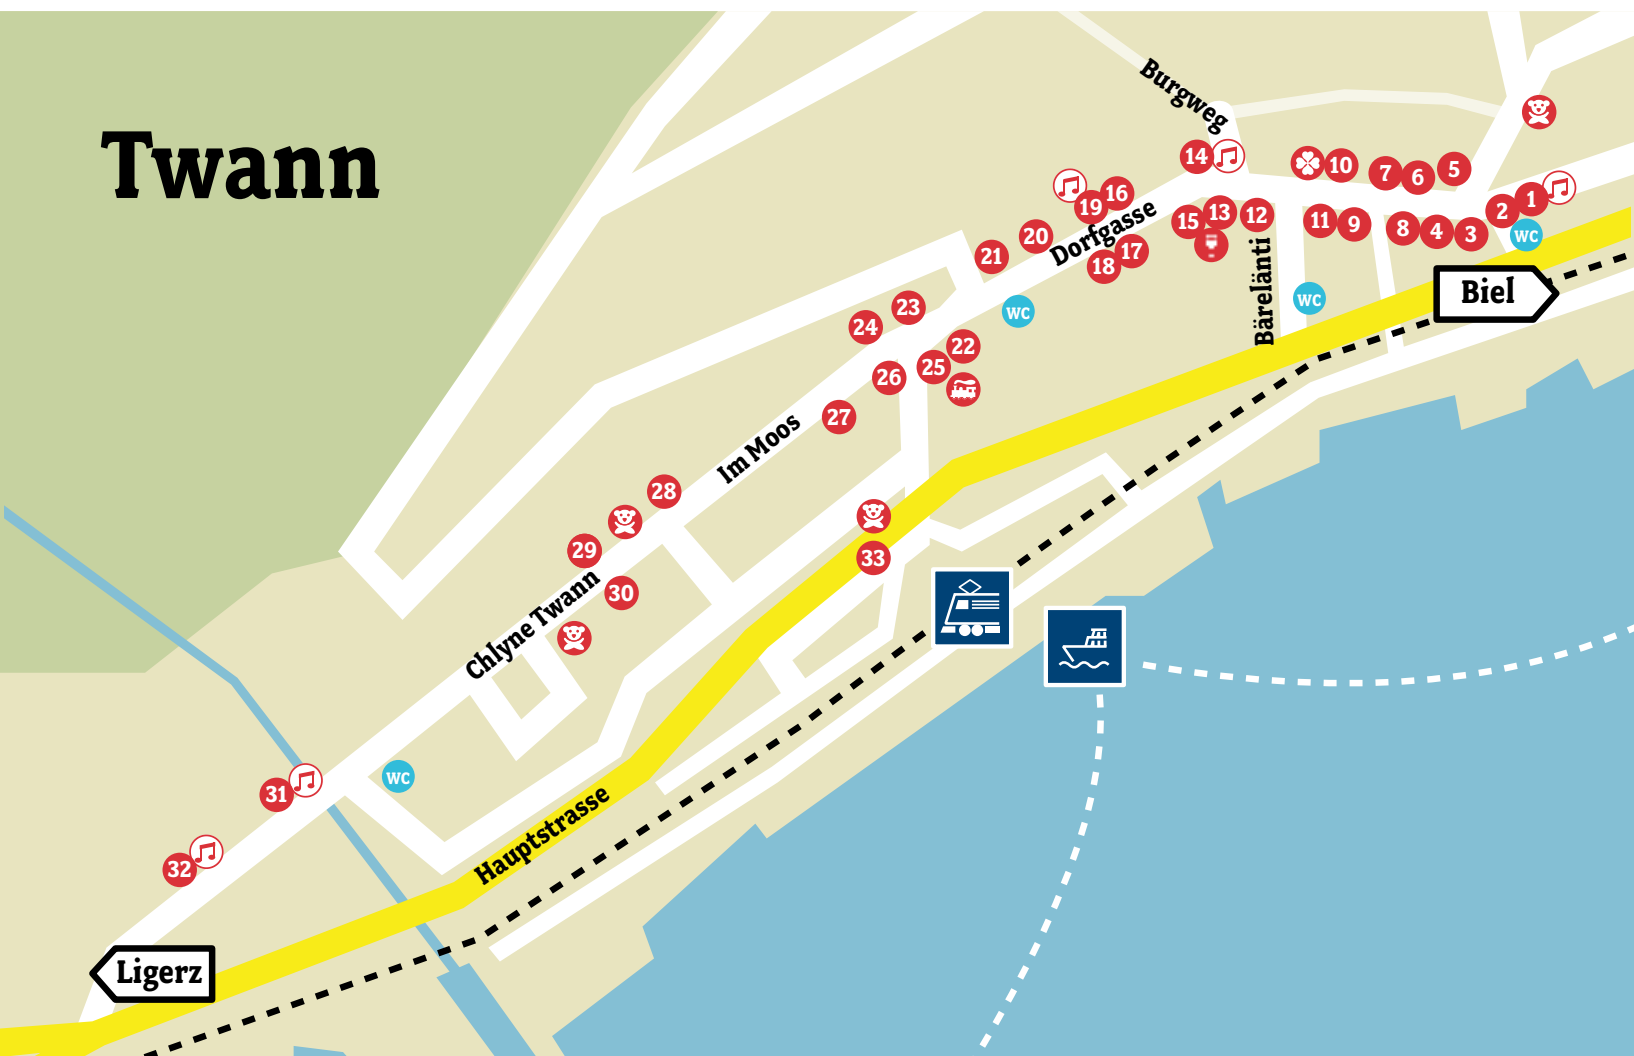 Twann
Burgweg
14
10
7
6
5
1
2
16
19
Dorfgasse
15
13
12
11
9
8
4
3
WC
20
21
17
18
Bärelänti
WC
Biel
23
24
WC
22
25
26
27
Im Moos
28
29
30
33
Chlyne Twann
31
WC
32
Hauptstrasse
Ligerz